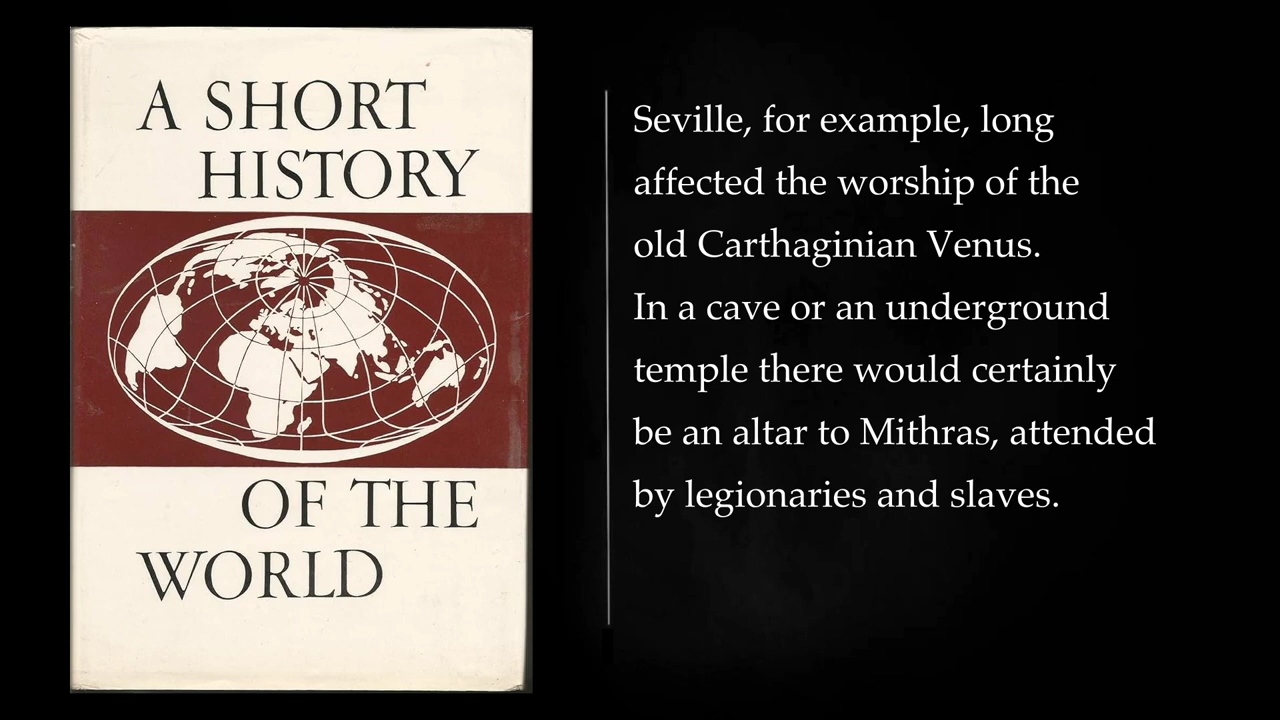 A SHORT
HISTORY
OF THE
WORLD
Seville, for example, long
affected the worship of the
old Carthaginian Venus.
In a cave or an underground
temple there would certainly
be an altar to Mithras, attended
by legionaries and slaves.